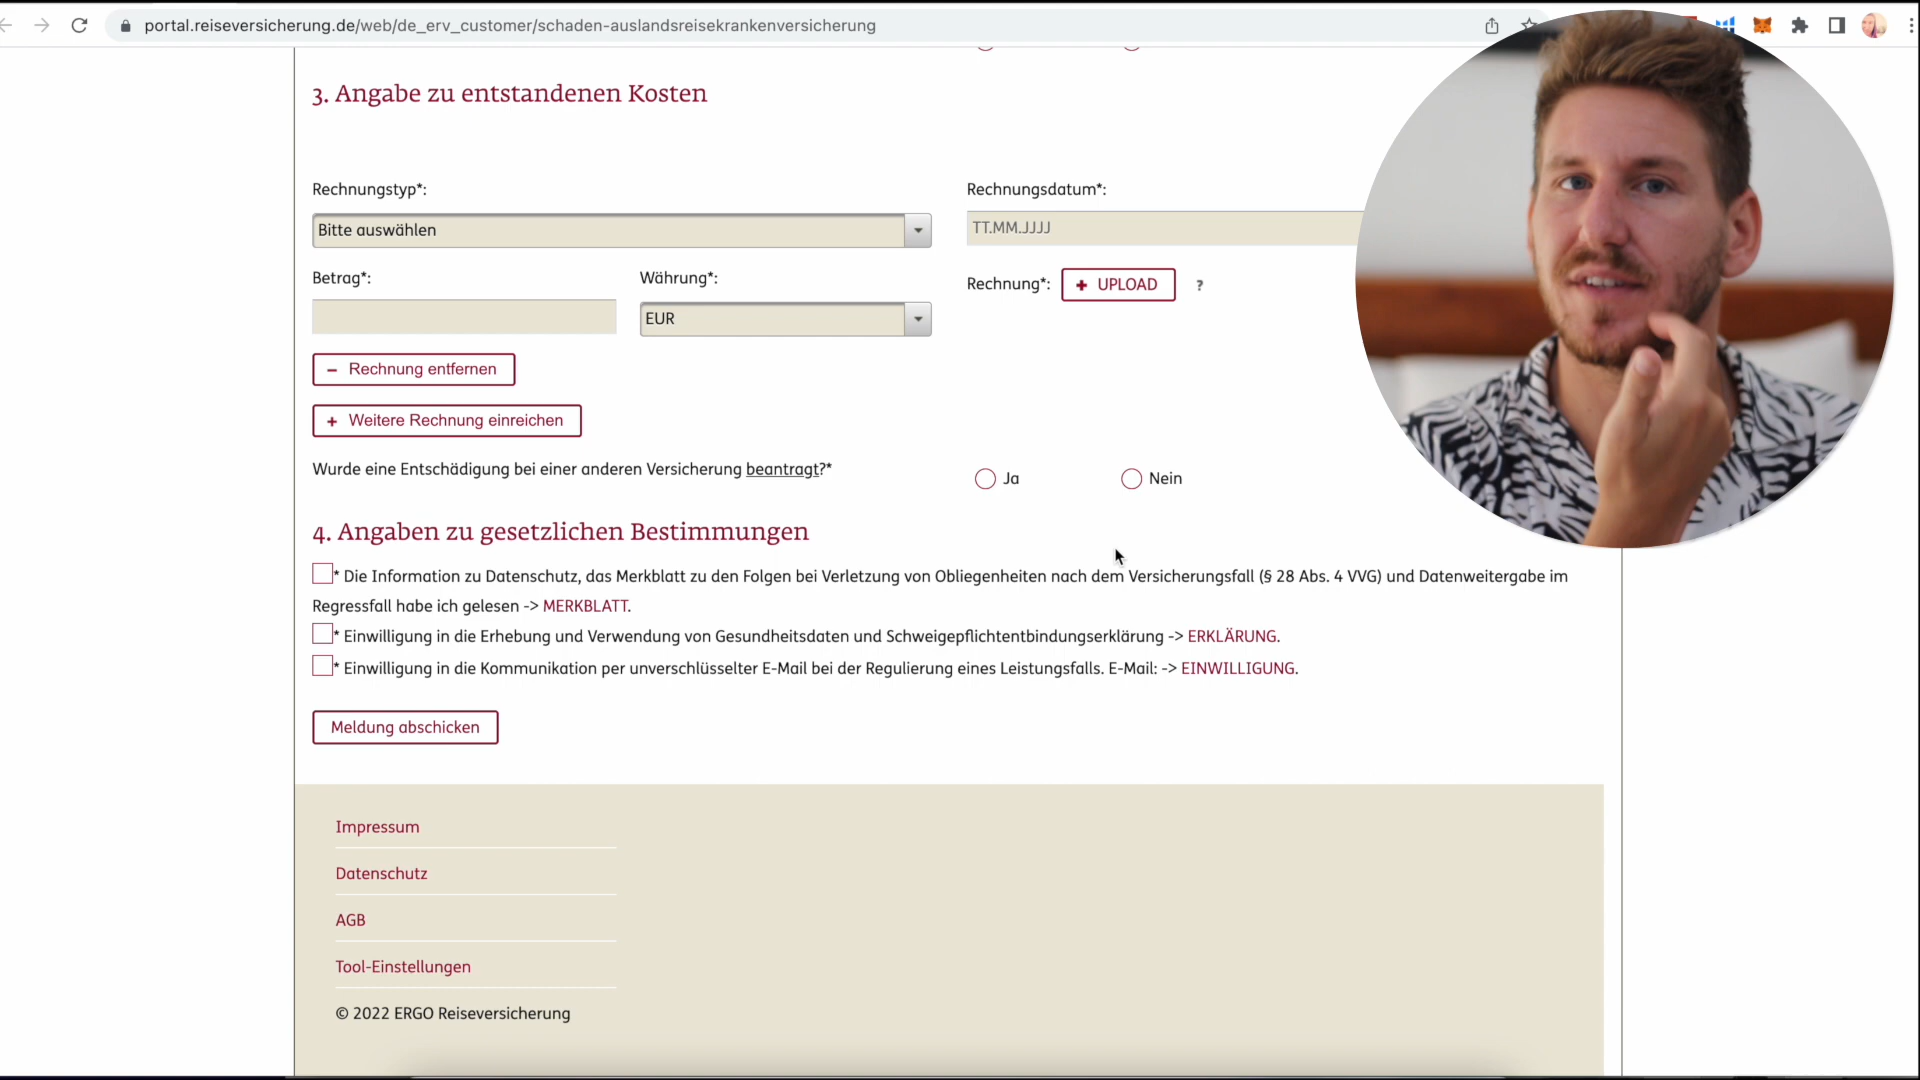 portal.reiseversicherung.de/web/de_erv_customer/schaden-auslandsreisekrankenversicherung
3. Angabe zu entstandenen Kosten
Rechnungstyp*:
Rechnungsdatum*:
Bitte auswählen
TT.MM.JJJJ
Betrag*:
Währung*:
Rechnung*:
+ UPLOAD
?
EUR
− Rechnung entfernen
+ Weitere Rechnung einreichen
Wurde eine Entschädigung bei einer anderen Versicherung beantragt?*
Ja
Nein
4. Angaben zu gesetzlichen Bestimmungen
* Die Information zu Datenschutz, das Merkblatt zu den Folgen bei Verletzung von Obliegenheiten nach dem Versicherungsfall (§ 28 Abs. 4 VVG) und Datenweitergabe im
Regressfall habe ich gelesen -> MERKBLATT.
* Einwilligung in die Erhebung und Verwendung von Gesundheitsdaten und Schweigepflichtentbindungserklärung -> ERKLÄRUNG.
* Einwilligung in die Kommunikation per unverschlüsselter E-Mail bei der Regulierung eines Leistungsfalls. E-Mail: -> EINWILLIGUNG.
Meldung abschicken
Impressum
Datenschutz
AGB
Tool-Einstellungen
© 2022 ERGO Reiseversicherung